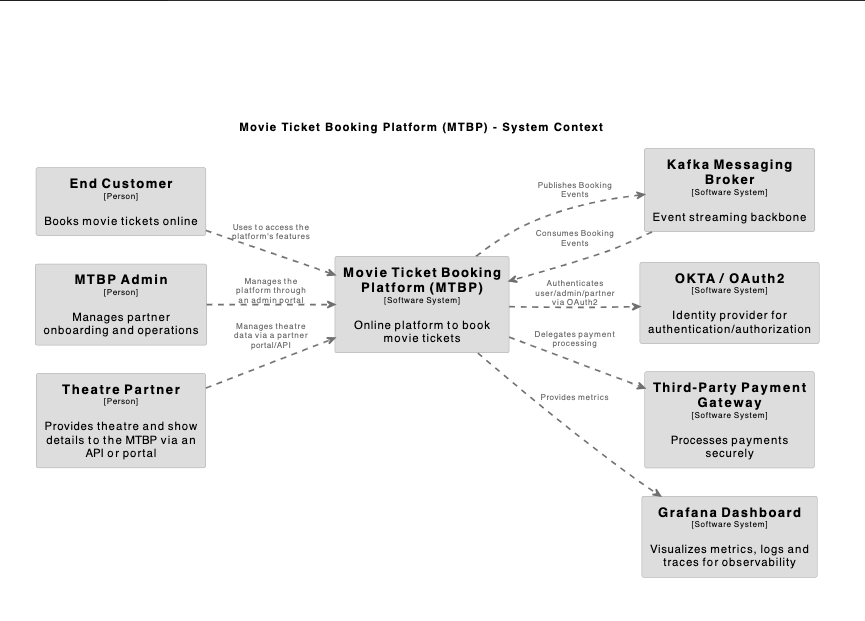 Movie Ticket Booking Platform (MTBP) - System Context
End Customer
[Person]
Books movie tickets online
MTBP Admin
[Person]
Manages partner
onboarding and operations
Theatre Partner
[Person]
Provides theatre and show
details to the MTBP via an
API or portal
Uses to access the
platform's features
Manages the
platform through
an admin portal
Manages theatre
data via a partner
portal/API
Movie Ticket Booking
Platform (MTBP)
[Software System]
Online platform to book
movie tickets
Publishes Booking
Events
Consumes Booking
Events
Authenticates
user/admin/partner
via OAuth2
Delegates payment
processing
Provides metrics
Kafka Messaging
Broker
[Software System]
Event streaming backbone
OKTA / OAuth2
[Software System]
Identity provider for
authentication/authorization
Third-Party Payment
Gateway
[Software System]
Processes payments
securely
Grafana Dashboard
[Software System]
Visualizes metrics, logs and
traces for observability